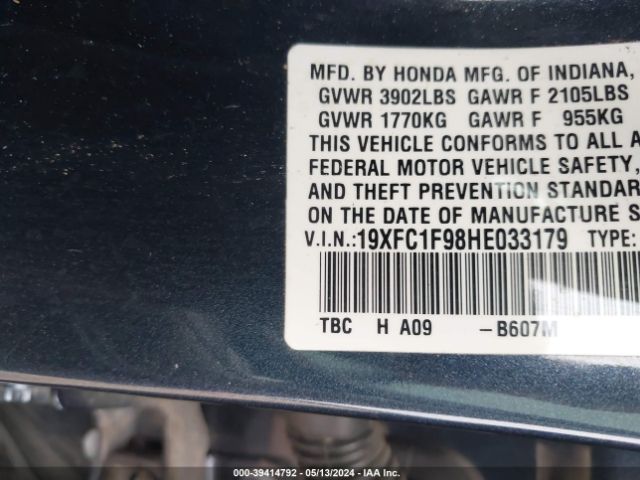 MFD. BY HONDA MFG. OF INDIANA,
GVWR 3902LBS GAWR F 2105LBS
GVWR 1770KG GAWR F 955KG
THIS VEHICLE CONFORMS TO ALL A
FEDERAL MOTOR VEHICLE SAFETY,
AND THEFT PREVENTION STANDAR
ON THE DATE OF MANUFACTURE S
V.I.N.:19XFC1F98HE033179 TYPE:
TBC H A09 -B607M
000-39414792 - 05/13/2024 - IAA Inc.